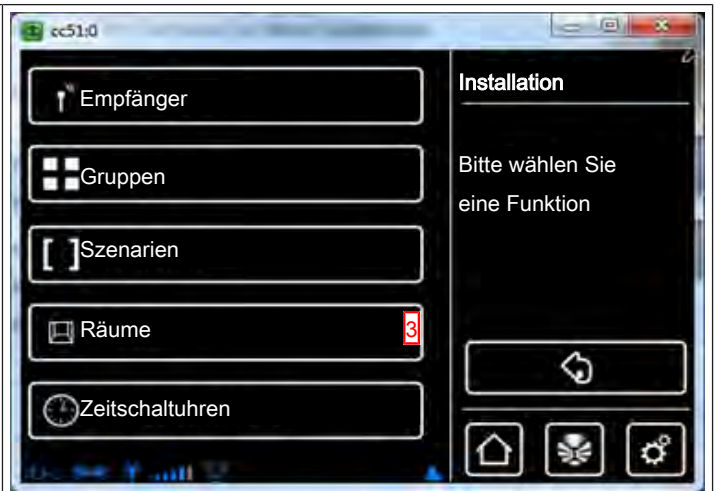 cc51:0
Empfänger
Gruppen
Szenarien
Räume
3
Zeitschaltuhren
Installation
Bitte wählen Sie
eine Funktion